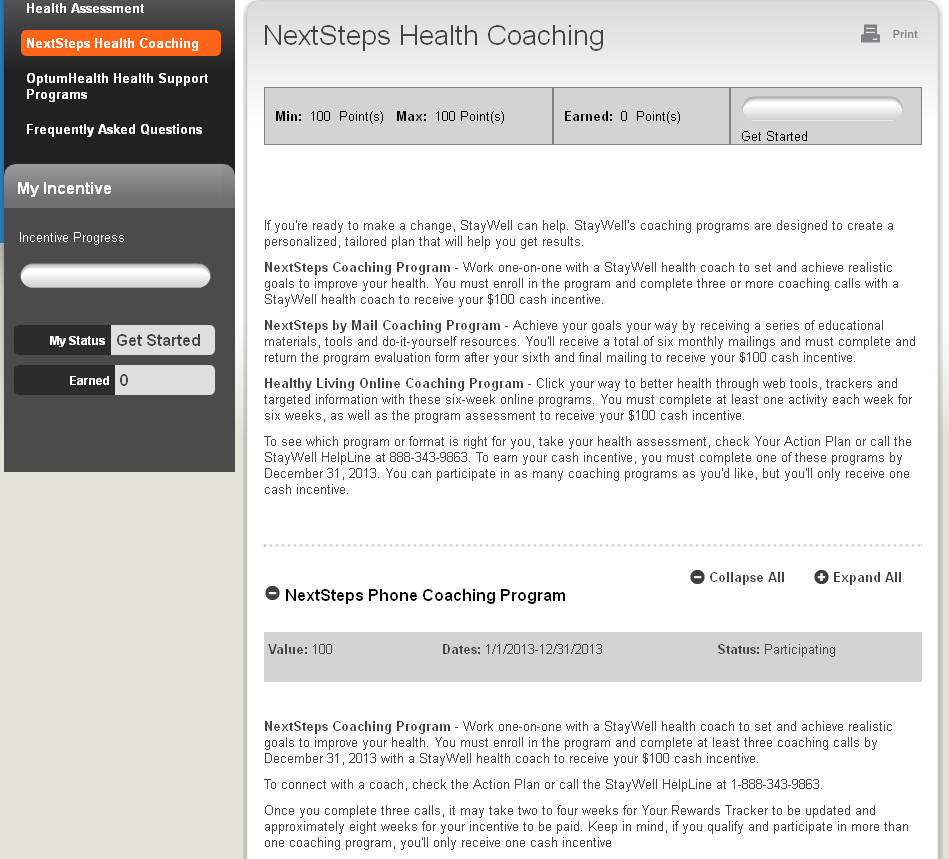 Health Assessment
NextSteps Health Coaching
OptumHealth Health Support
Programs
Frequently Asked Questions
My Incentive
Incentive Progress
My Status Get Started
Earned 0
NextSteps Health Coaching
Print
Min: 100 Point(s) Max: 100 Point(s)
Earned: 0 Point(s)
Get Started
If you're ready to make a change, StayWell can help. StayWell's coaching programs are designed to create a
personalized, tailored plan that will help you get results.
NextSteps Coaching Program - Work one-on-one with a StayWell health coach to set and achieve realistic
goals to improve your health. You must enroll in the program and complete three or more coaching calls with a
StayWell health coach to receive your $100 cash incentive.
NextSteps by Mail Coaching Program - Achieve your goals your way by receiving a series of educational
materials, tools and do-it-yourself resources. You'll receive a total of six monthly mailings and must complete and
return the program evaluation form after your sixth and final mailing to receive your $100 cash incentive.
Healthy Living Online Coaching Program - Click your way to better health through web tools, trackers and
targeted information with these six-week online programs. You must complete at least one activity each week for
six weeks, as well as the program assessment to receive your $100 cash incentive.
To see which program or format is right for you, take your health assessment, check Your Action Plan or call the
StayWell HelpLine at 888-343-9863. To earn your cash incentive, you must complete one of these programs by
December 31, 2013. You can participate in as many coaching programs as you'd like, but you'll only receive one
cash incentive.
Collapse All Expand All
NextSteps Phone Coaching Program
Value: 100 Dates: 1/1/2013-12/31/2013 Status: Participating
NextSteps Coaching Program - Work one-on-one with a StayWell health coach to set and achieve realistic
goals to improve your health. You must enroll in the program and complete at least three coaching calls by
December 31, 2013 with a StayWell health coach to receive your $100 cash incentive.
To connect with a coach, check the Action Plan or call the StayWell HelpLine at 1-888-343-9863.
Once you complete three calls, it may take two to four weeks for Your Rewards Tracker to be updated and
approximately eight weeks for your incentive to be paid. Keep in mind, if you qualify and participate in more than
one coaching program, you'll only receive one cash incentive